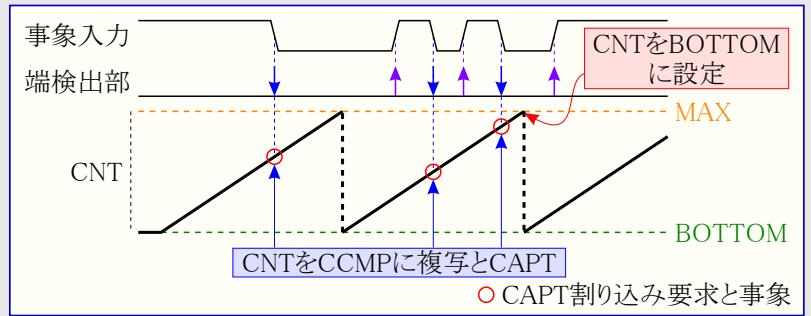 事象入力
CNTをBOTTOM
に設定
端検出部
MAX
CNT
BOTTOM
CNTをCCMPに複写とCAPT
CAPT割り込み要求と事象